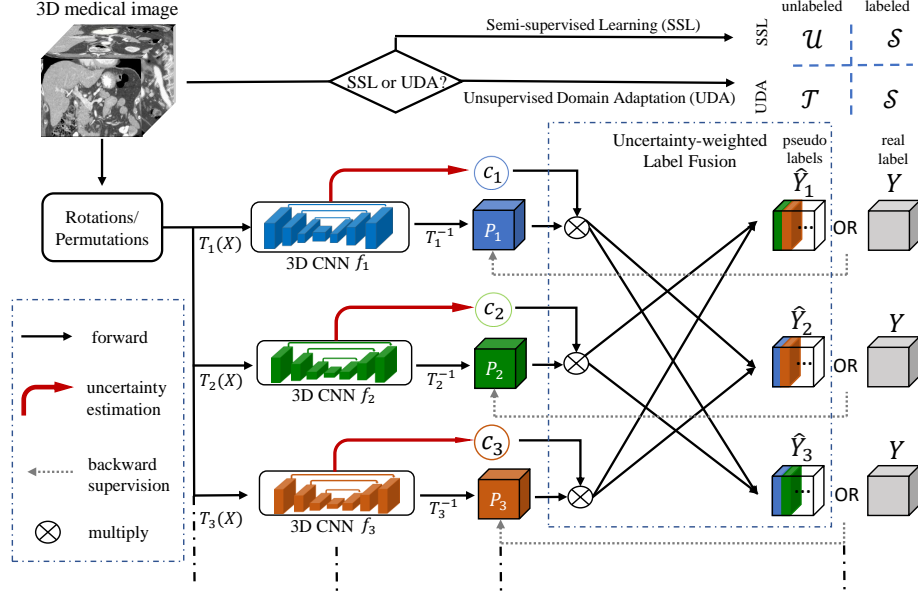 3D medical image
Semi-supervised Learning (SSL)
SSL or UDA?
Unsupervised Domain Adaptation (UDA)
unlabeled labeled
SSL 𝒰 𝒮
UDA 𝒯 𝒮
Uncertainty-weighted
Label Fusion
pseudo
labels
real
label
Rotations/
Permutations
T₁(X)
3D CNN f₁
T₁⁻¹
c₁
P₁
Ŷ₁
OR
Y
T₂(X)
3D CNN f₂
T₂⁻¹
c₂
P₂
Ŷ₂
OR
Y
T₃(X)
3D CNN f₃
T₃⁻¹
c₃
P₃
Ŷ₃
OR
Y
forward
uncertainty
estimation
backward
supervision
multiply